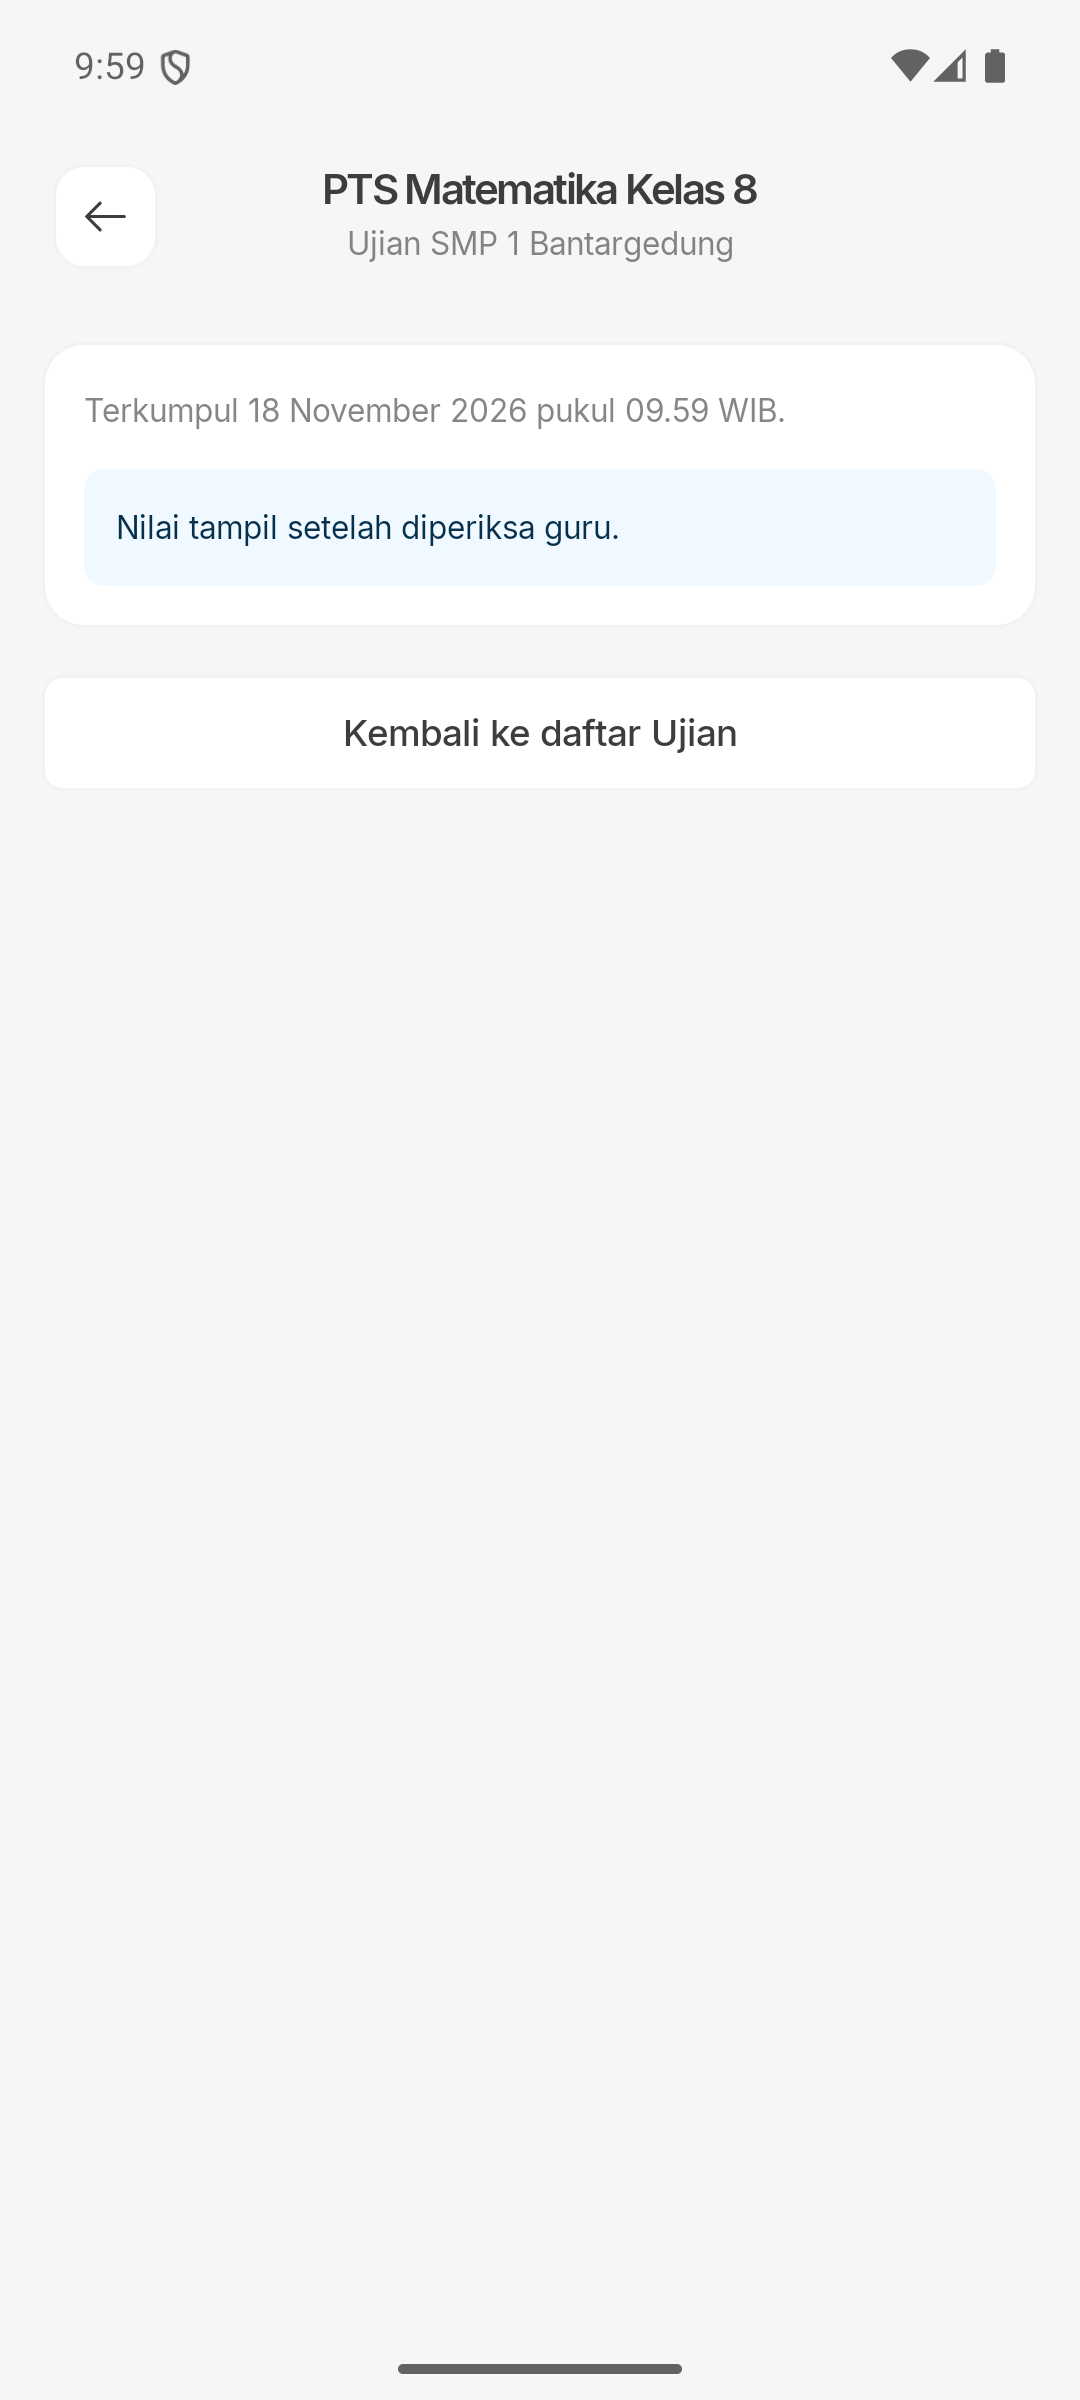 9:59
PTS Matematika Kelas 8
Ujian SMP 1 Bantargedung
Terkumpul 18 November 2026 pukul 09.59 WIB.
Nilai tampil setelah diperiksa guru.
Kembali ke daftar Ujian